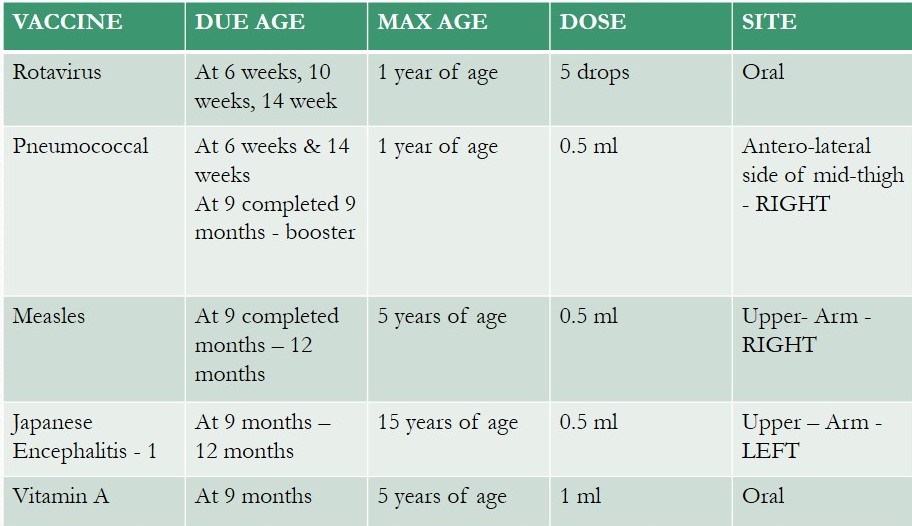 VACCINE DUE AGE MAX AGE DOSE SITE
Rotavirus At 6 weeks, 10 1 year of age 5 drops Oral
weeks, 14 week
Pneumococcal At 6 weeks & 14 1 year of age 0.5 ml Antero-lateral
weeks side of mid-thigh
At 9 completed 9 - RIGHT
months - booster
Measles At 9 completed 5 years of age 0.5 ml Upper- Arm -
months – 12 RIGHT
months
Japanese At 9 months – 15 years of age 0.5 ml Upper – Arm -
Encephalitis - 1 12 months LEFT
Vitamin A At 9 months 5 years of age 1 ml Oral